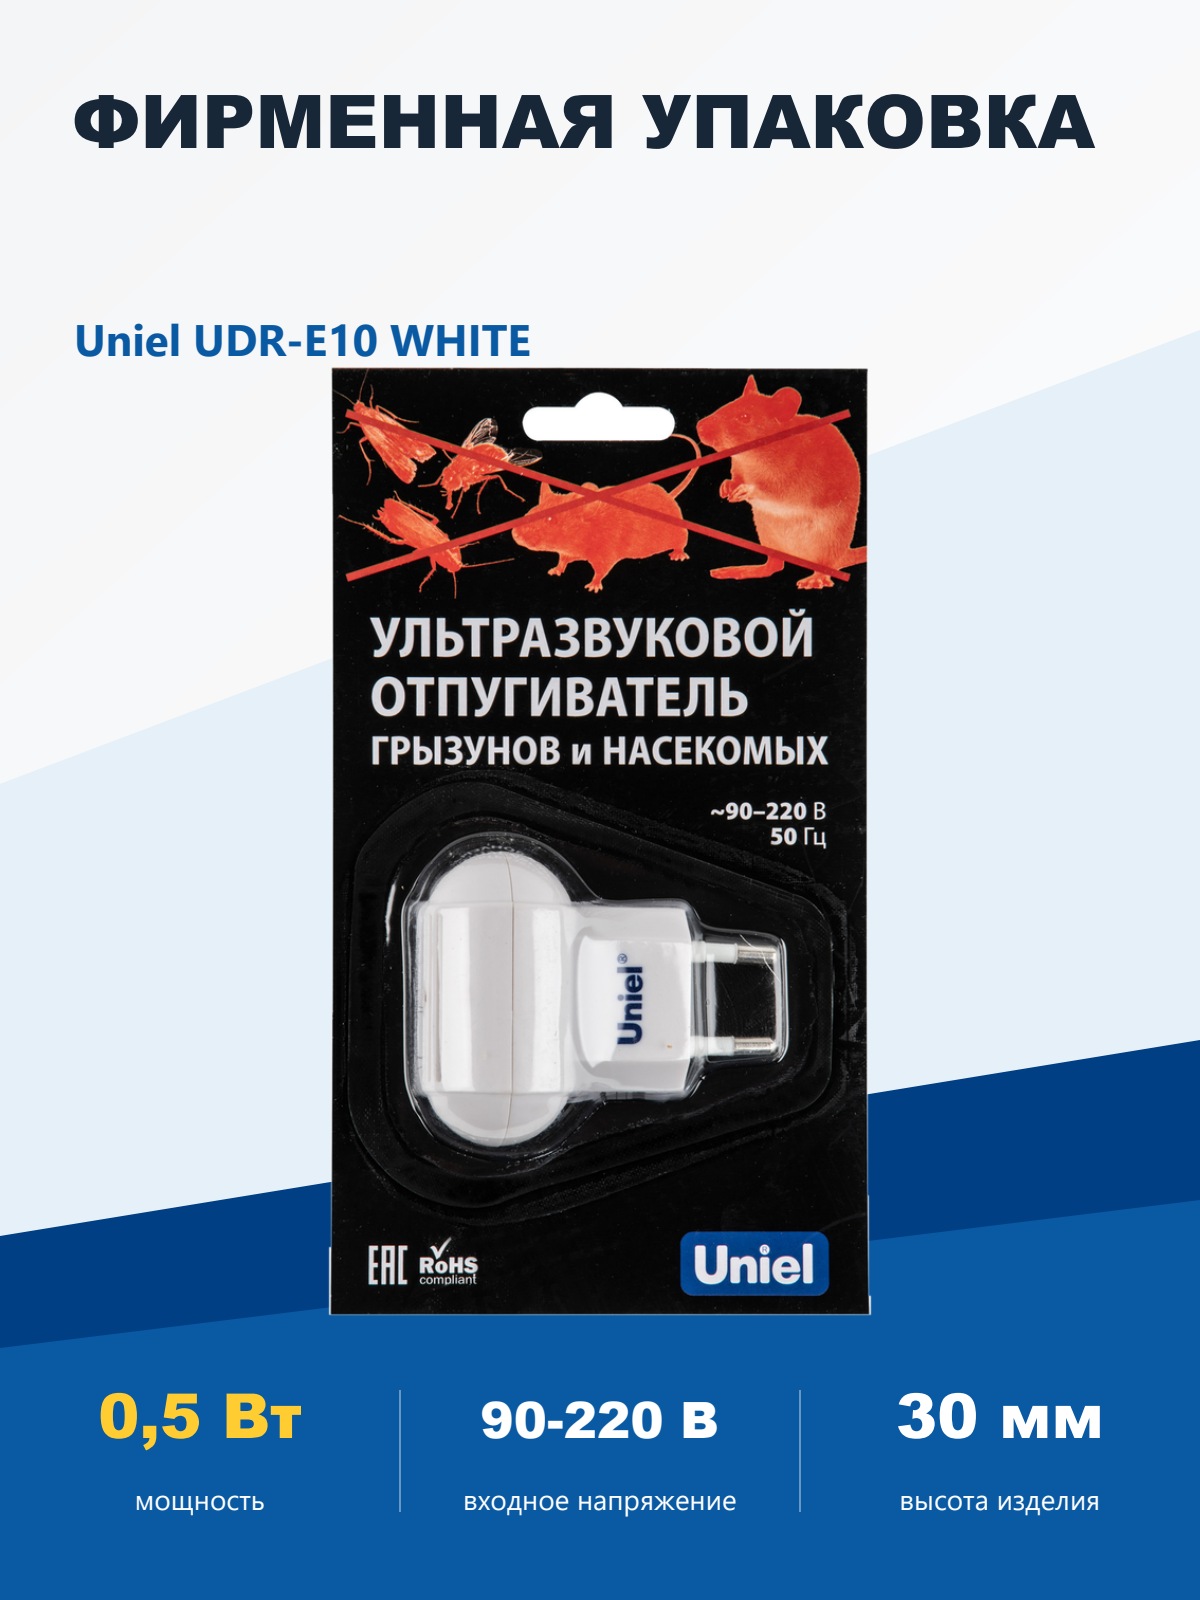 ФИРМЕННАЯ УПАКОВКА
Uniel UDR-E10 WHITE
УЛЬТРАЗВУКОВОЙ
ОТПУГИВАТЕЛЬ
ГРЫЗУНОВ и НАСЕКОМЫХ
~90–220 В
50 Гц
Uniel®
EAC
RoHS
compliant
Uniel®
0,5 Вт
мощность
90-220 В
входное напряжение
30 мм
высота изделия